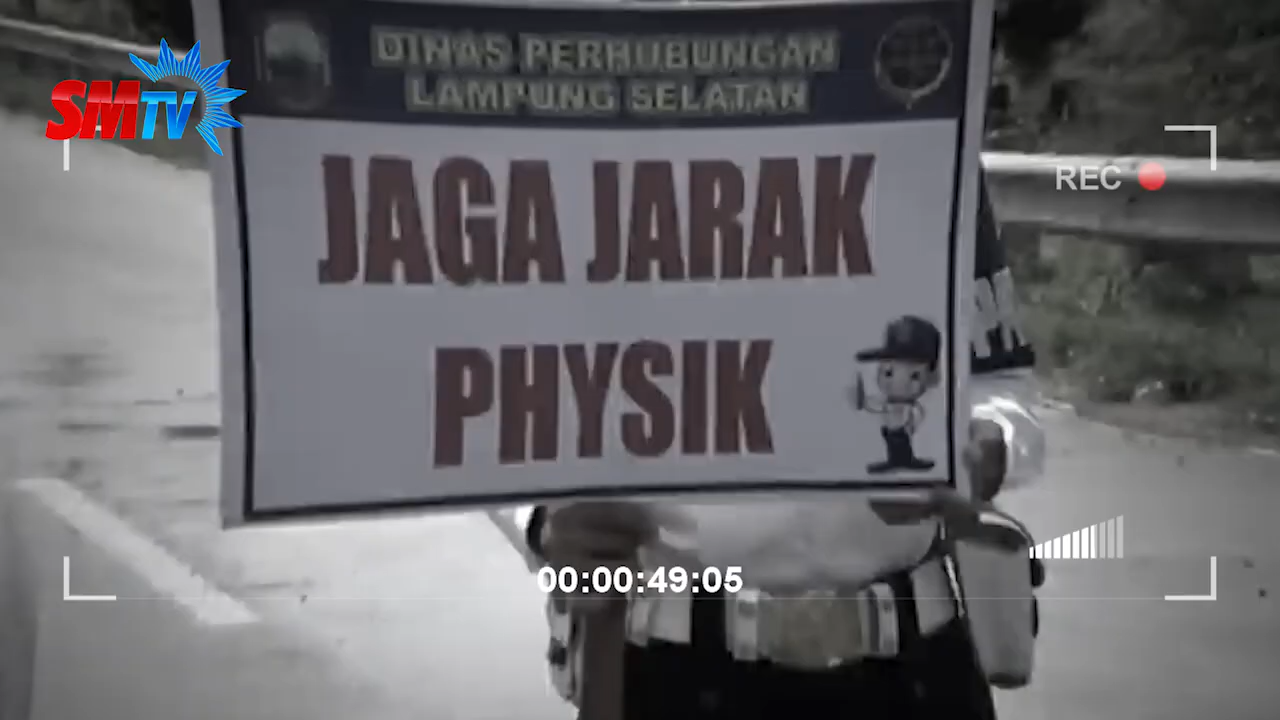 DINAS PERHUBUNGAN
LAMPUNG SELATAN
SMTV
REC
JAGA JARAK
PHYSIK
00:00:49:05